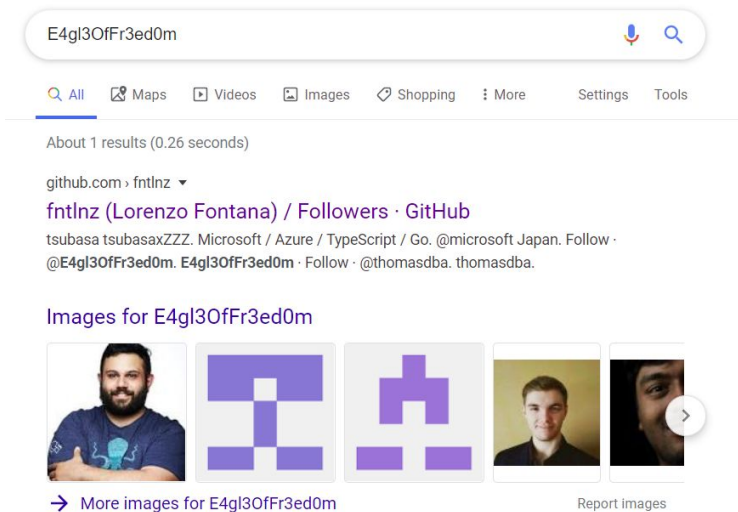 E4gl3OfFr3ed0m
All Maps Videos Images Shopping More Settings Tools
About 1 results (0.26 seconds)
github.com › fntlnz
fntlnz (Lorenzo Fontana) / Followers · GitHub
tsubasa tsubasaxZZZ. Microsoft / Azure / TypeScript / Go. @microsoft Japan. Follow ·
@E4gl3OfFr3ed0m. E4gl3OfFr3ed0m · Follow · @thomasdba. thomasdba.
Images for E4gl3OfFr3ed0m
More images for E4gl3OfFr3ed0m Report images